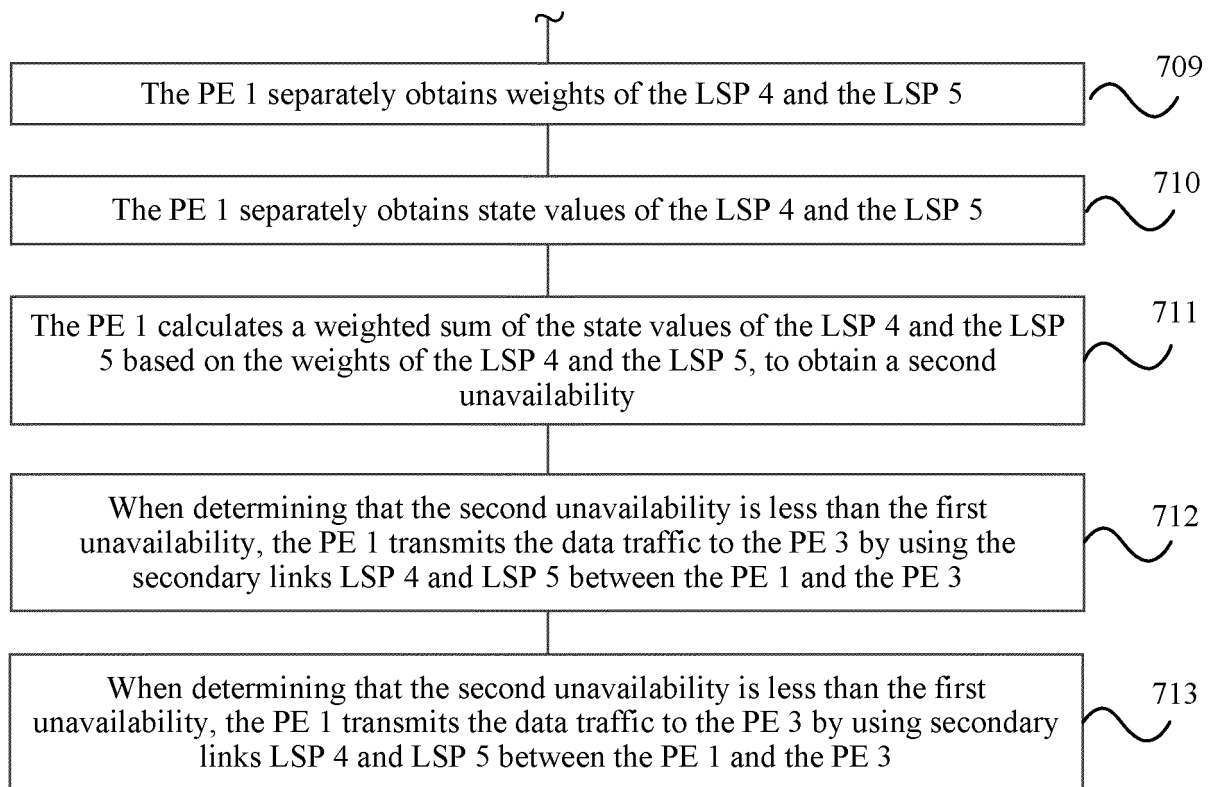 The PE 1 separately obtains weights of the LSP 4 and the LSP 5
709
The PE 1 separately obtains state values of the LSP 4 and the LSP 5
710
The PE 1 calculates a weighted sum of the state values of the LSP 4 and the LSP
5 based on the weights of the LSP 4 and the LSP 5, to obtain a second
unavailability
711
When determining that the second unavailability is less than the first
unavailability, the PE 1 transmits the data traffic to the PE 3 by using the
secondary links LSP 4 and LSP 5 between the PE 1 and the PE 3
712
When determining that the second unavailability is less than the first
unavailability, the PE 1 transmits the data traffic to the PE 3 by using secondary
links LSP 4 and LSP 5 between the PE 1 and the PE 3
713